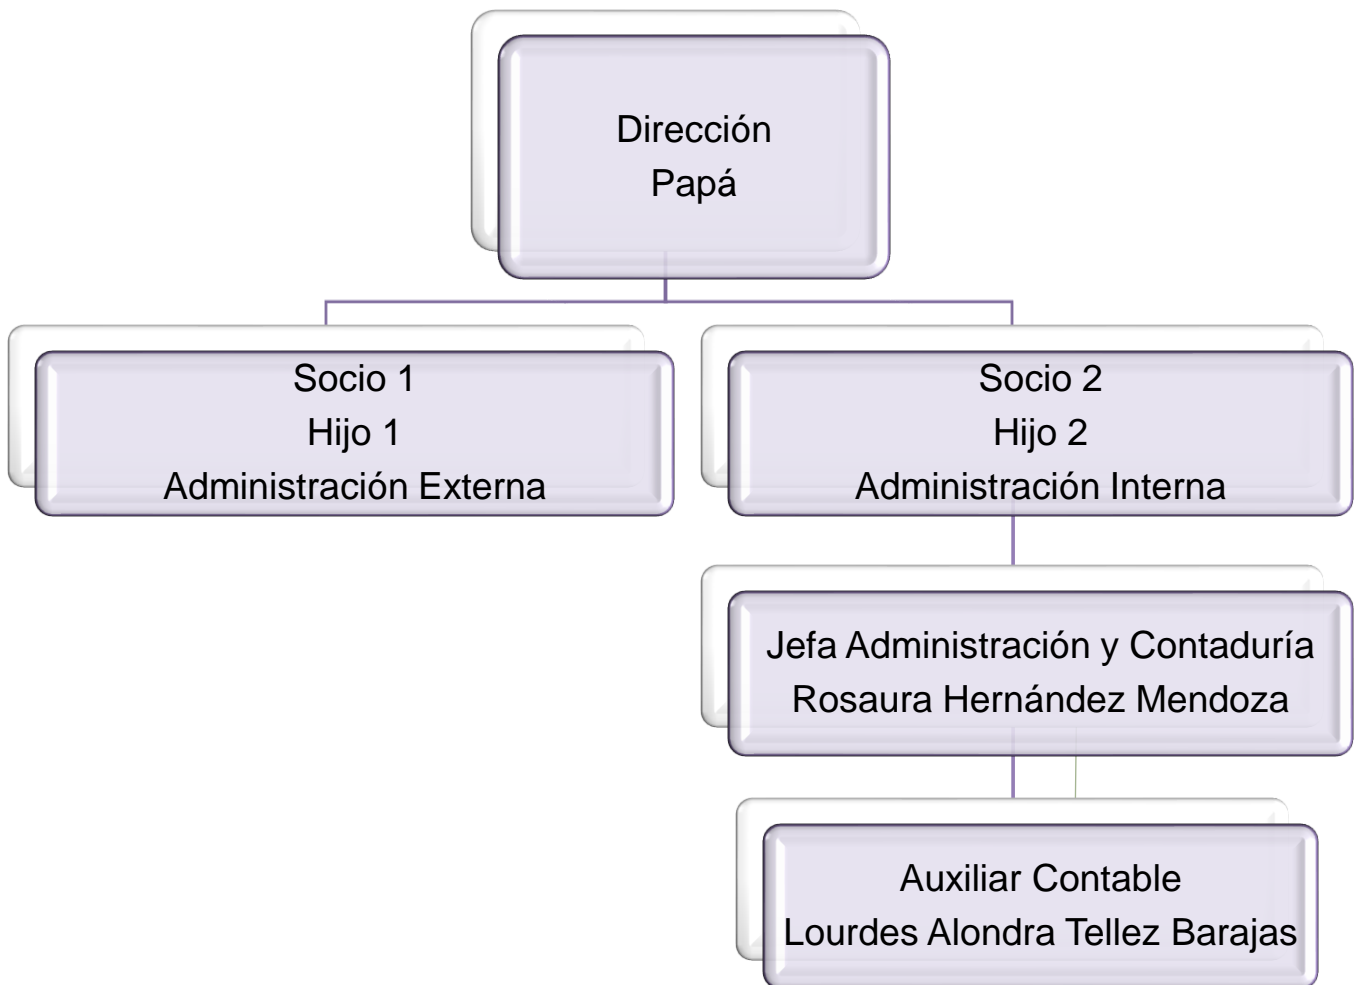 Dirección
Papá
Socio 1
Hijo 1
Administración Externa
Socio 2
Hijo 2
Administración Interna
Jefa Administración y Contaduría
Rosaura Hernández Mendoza
Auxiliar Contable
Lourdes Alondra Tellez Barajas